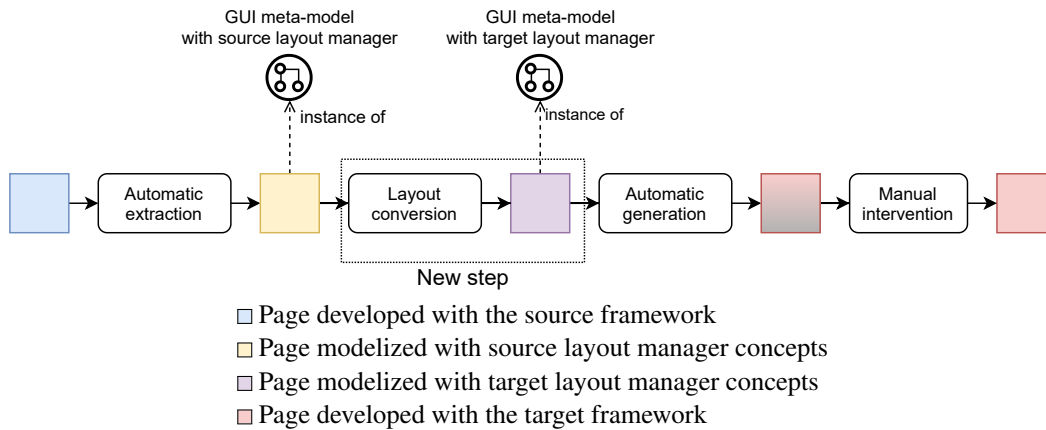 GUI meta-model
with source layout manager
GUI meta-model
with target layout manager
instance of
instance of
Automatic
extraction
Layout
conversion
Automatic
generation
Manual
intervention
New step
Page developed with the source framework
Page modelized with source layout manager concepts
Page modelized with target layout manager concepts
Page developed with the target framework